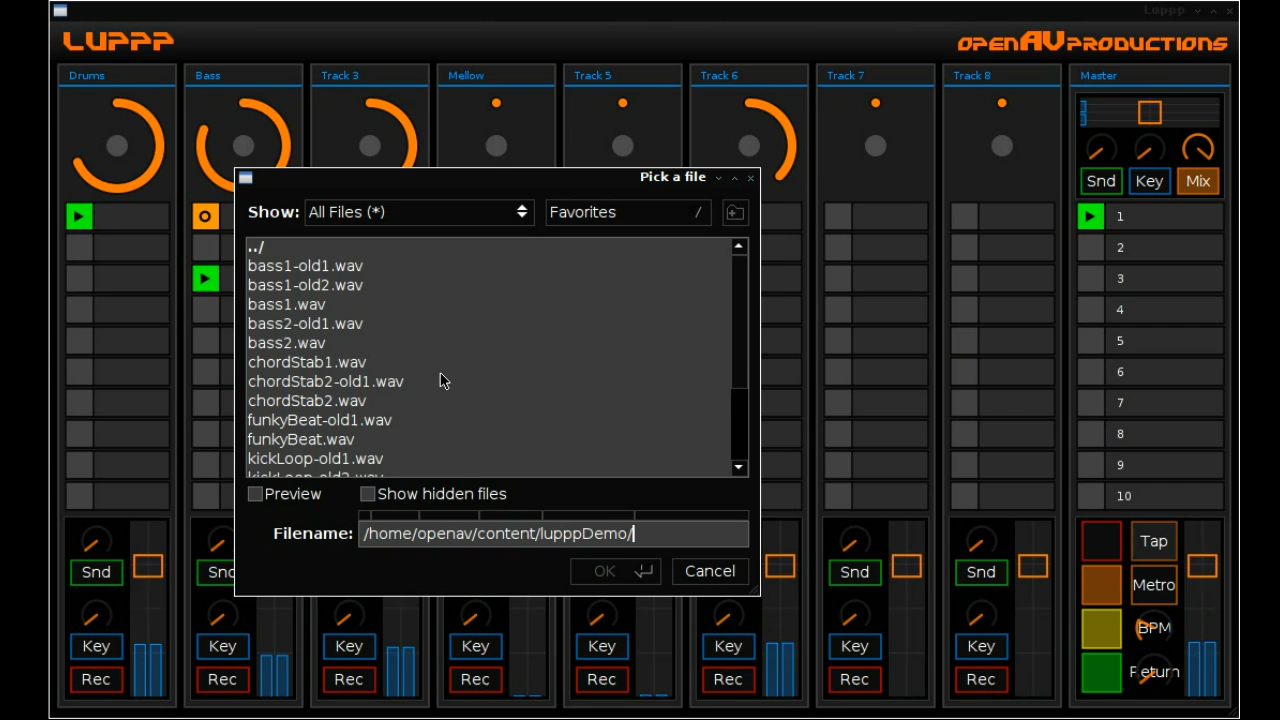 Luppp
LUPPP
OPENAV PRODUCTIONS
Drums
Bass
Track 3
Mellow
Track 5
Track 6
Track 7
Track 8
Master
Snd
Key
Mix
Pick a file
Show: All Files (*)
Favorites /
../
bass1-old1.wav
bass1-old2.wav
bass1.wav
bass2-old1.wav
bass2.wav
chordStab1.wav
chordStab2-old1.wav
chordStab2.wav
funkyBeat-old1.wav
funkyBeat.wav
kickLoop-old1.wav
kickLoop-old2.wav
Preview
Show hidden files
Filename: /home/openav/content/lupppDemo/
OK
Cancel
1
2
3
4
5
6
7
8
9
10
Snd
Snd
Snd
Snd
Key
Key
Key
Key
Key
Key
Key
Key
Rec
Rec
Rec
Rec
Rec
Rec
Rec
Rec
Tap
Metro
BPM
Return